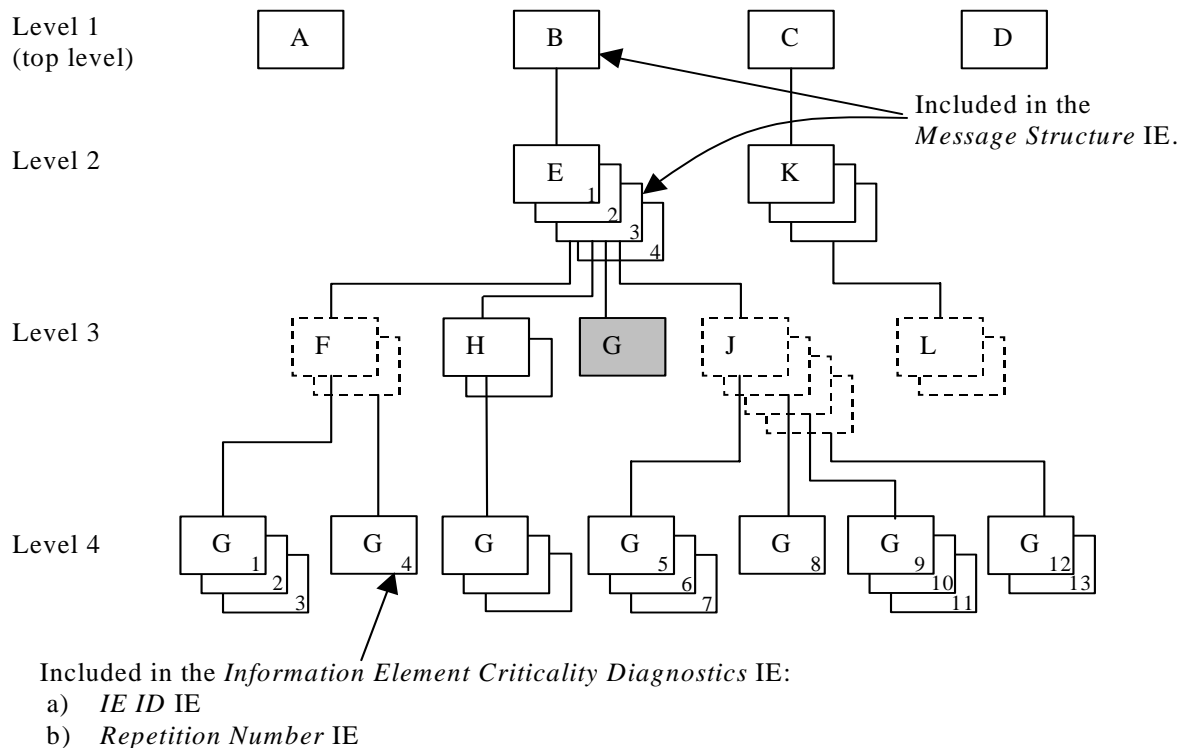 Level 1
(top level)
A
B
C
D
Included in the
Message Structure IE.
Level 2
E
1
2
3
4
K
Level 3
F
H
G
J
L
Level 4
G
1
2
3
G
4
G
G
5
6
7
G
8
G
9
10
11
G
12
13
Included in the Information Element Criticality Diagnostics IE:
a) IE ID IE
b) Repetition Number IE